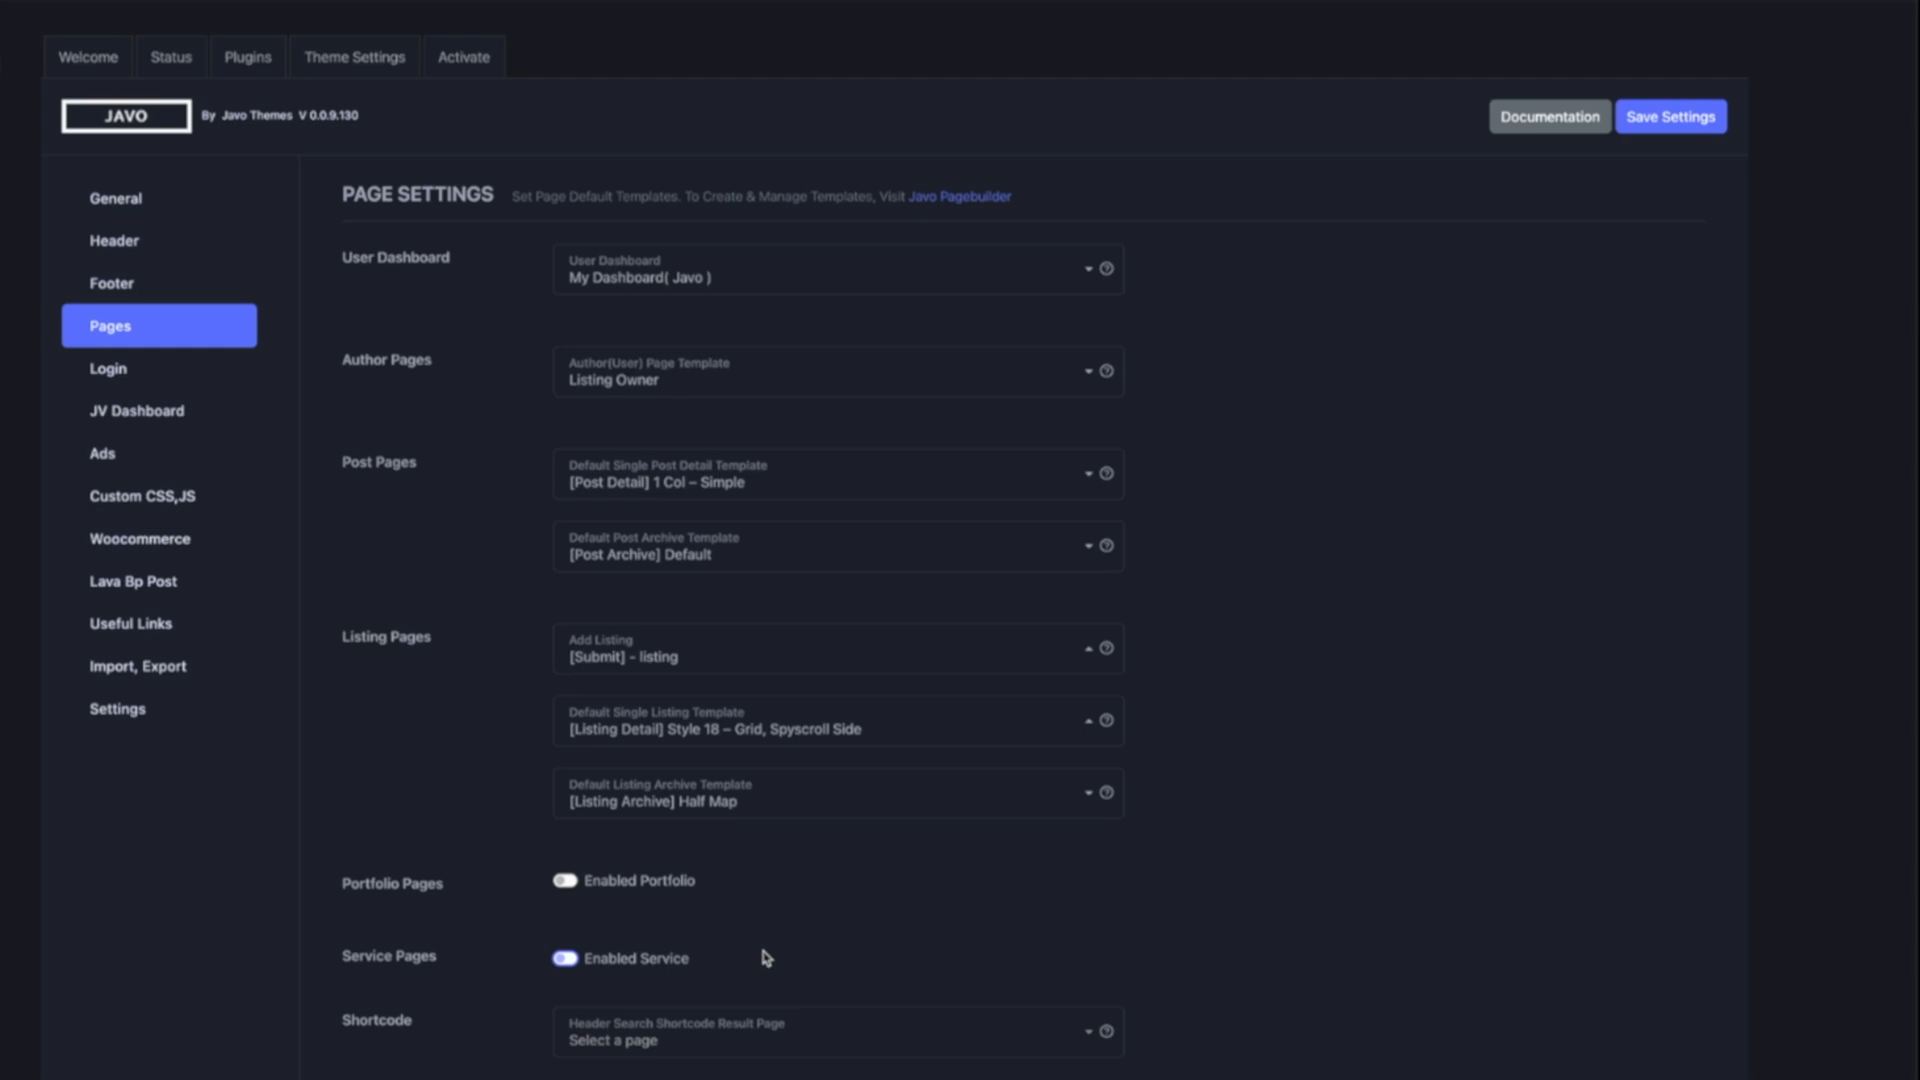 Welcome
Status
Plugins
Theme Settings
Activate
JAVO
By Javo Themes V 0.0.9.130
Documentation
Save Settings
General
Header
Footer
Pages
Login
JV Dashboard
Ads
Custom CSS,JS
Woocommerce
Lava Bp Post
Useful Links
Import, Export
Settings
PAGE SETTINGS
Set Page Default Templates. To Create & Manage Templates, Visit Javo Pagebuilder
User Dashboard
User Dashboard
My Dashboard( Javo )
Author Pages
Author(User) Page Template
Listing Owner
Post Pages
Default Single Post Detail Template
[Post Detail] 1 Col – Simple
Default Post Archive Template
[Post Archive] Default
Listing Pages
Add Listing
[Submit] - listing
Default Single Listing Template
[Listing Detail] Style 18 – Grid, Spyscroll Side
Default Listing Archive Template
[Listing Archive] Half Map
Portfolio Pages
Enabled Portfolio
Service Pages
Enabled Service
Shortcode
Header Search Shortcode Result Page
Select a page